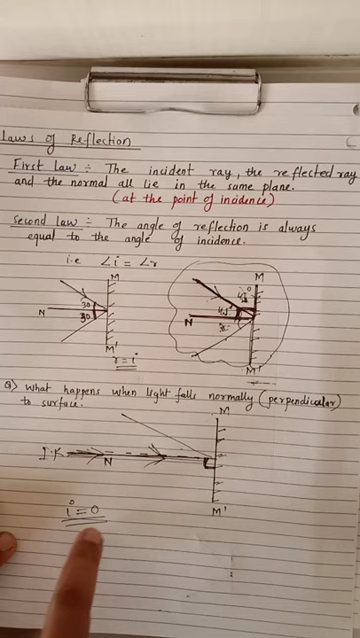 Laws of Reflection
First Law :- The incident ray, the reflected ray
and the normal all lie in the same plane.
(at the point of incidence)
Second Law :- The angle of reflection is always
equal to the angle of incidence.
i.e ∠i = ∠r
M
M
30
30
N
45°
45°
N
M'
M'
r = i
Q) what happens when light falls normally (perpendicular)
to surface.
M
I.R
N
M'
i = 0